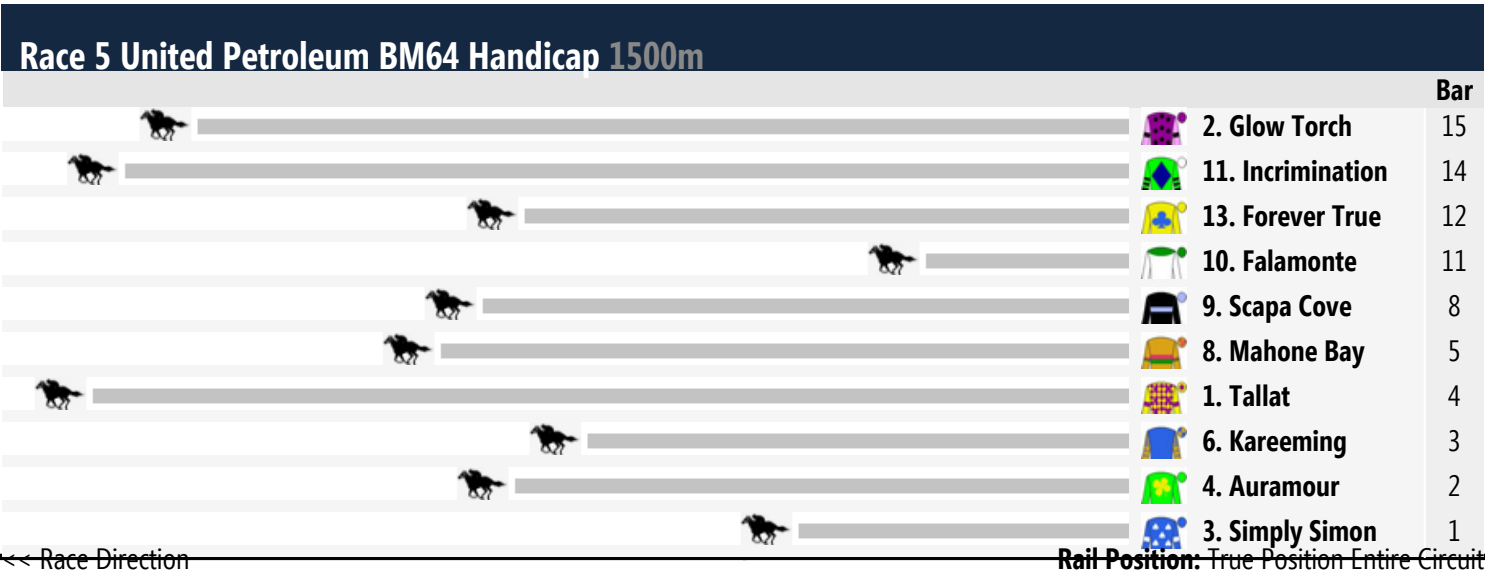 Race 5 United Petroleum BM64 Handicap 1500m
Bar
2. Glow Torch 15
11. Incrimination 14
13. Forever True 12
10. Falamonte 11
9. Scapa Cove 8
8. Mahone Bay 5
1. Tallat 4
6. Kareeming 3
4. Auramour 2
3. Simply Simon 1
<<< Race Direction Rail Position: True Position Entire Circuit